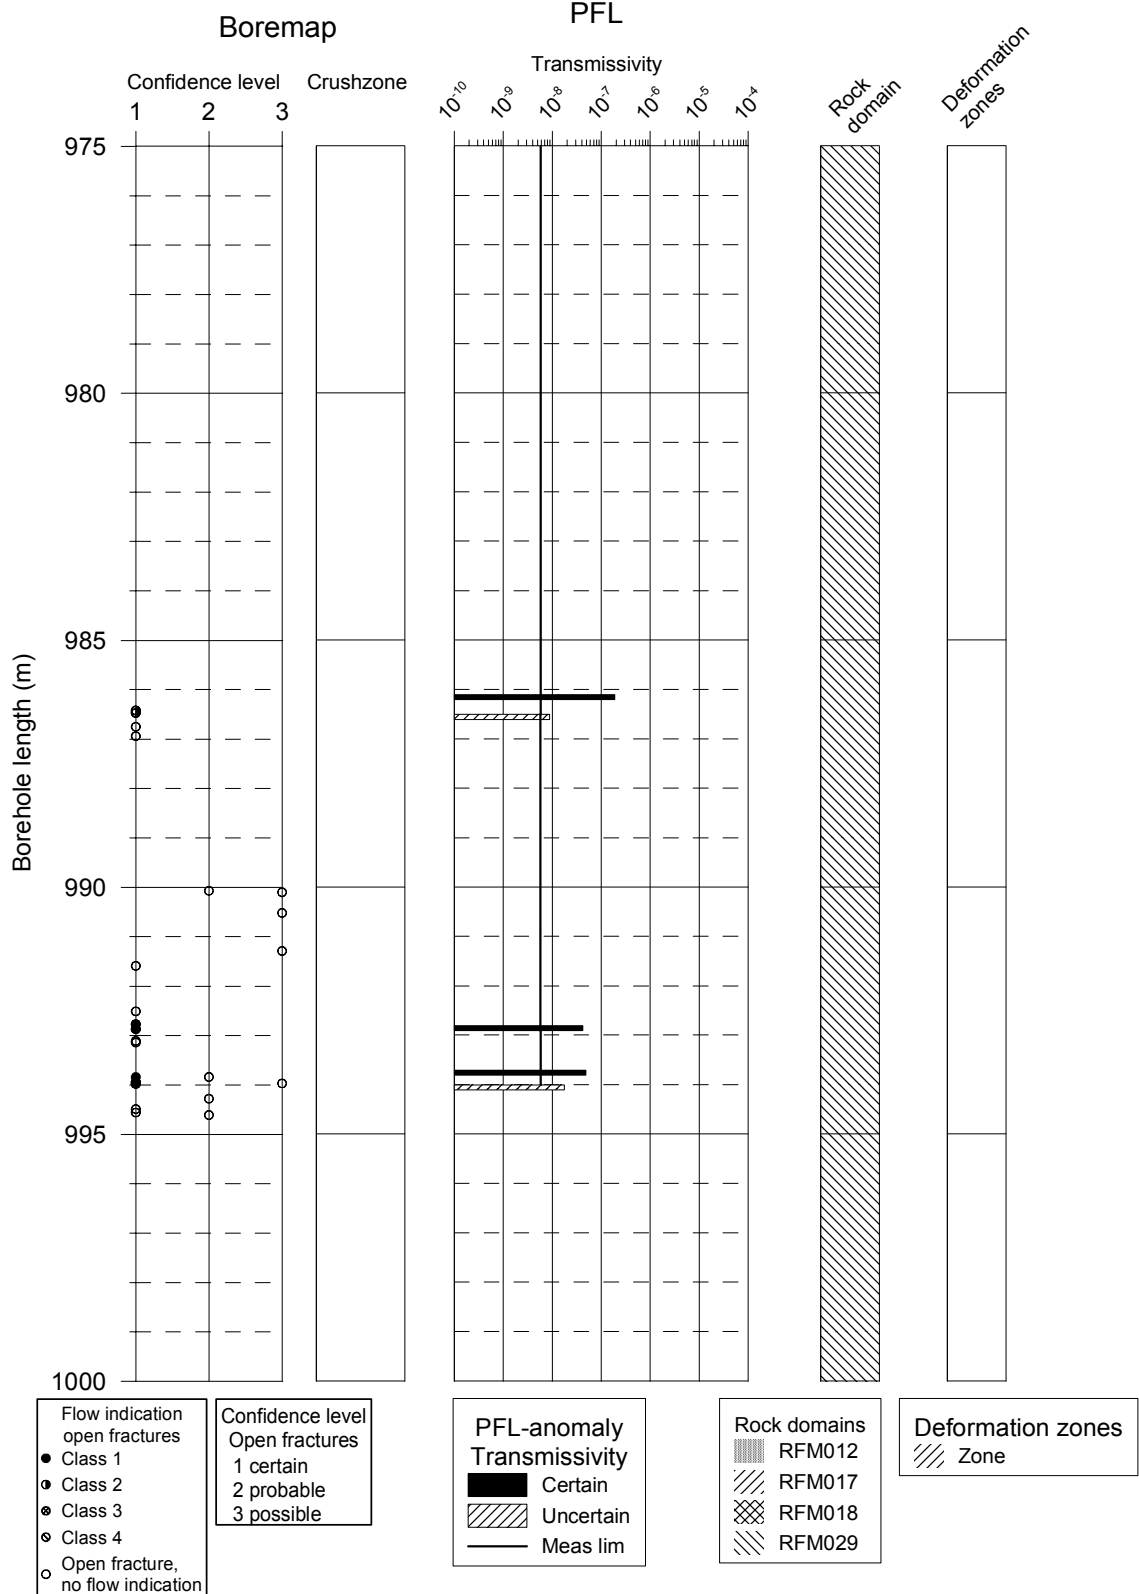 Boremap
PFL
Confidence level
Crushzone
Transmissivity
Rock
domain
Deformation
zones
1 2 3
10-10 10-9 10-8 10-7 10-6 10-5 10-4
975
980
985
990
995
1000
Borehole length (m)
Flow indication
open fractures
Class 1
Class 2
Class 3
Class 4
Open fracture,
no flow indication
Confidence level
Open fractures
1 certain
2 probable
3 possible
PFL-anomaly
Transmissivity
Certain
Uncertain
Meas lim
Rock domains
RFM012
RFM017
RFM018
RFM029
Deformation zones
Zone